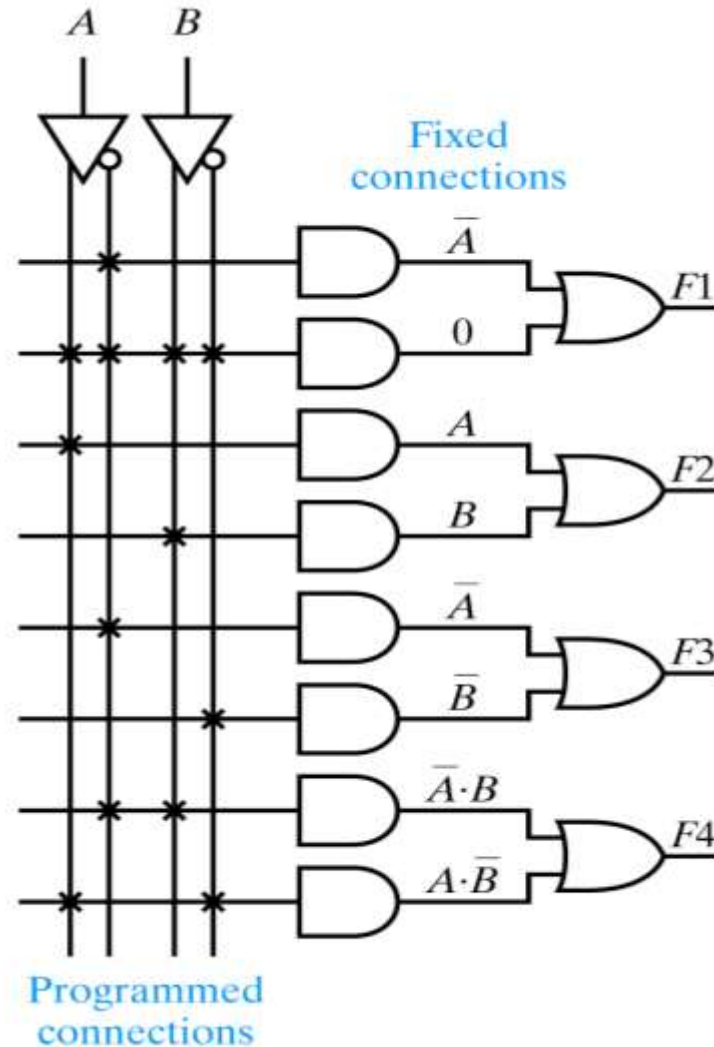 A B
Fixed
connections
A̅
F1
0
A
F2
B
A̅
F3
B̅
A̅·B
F4
A·B̅
Programmed
connections